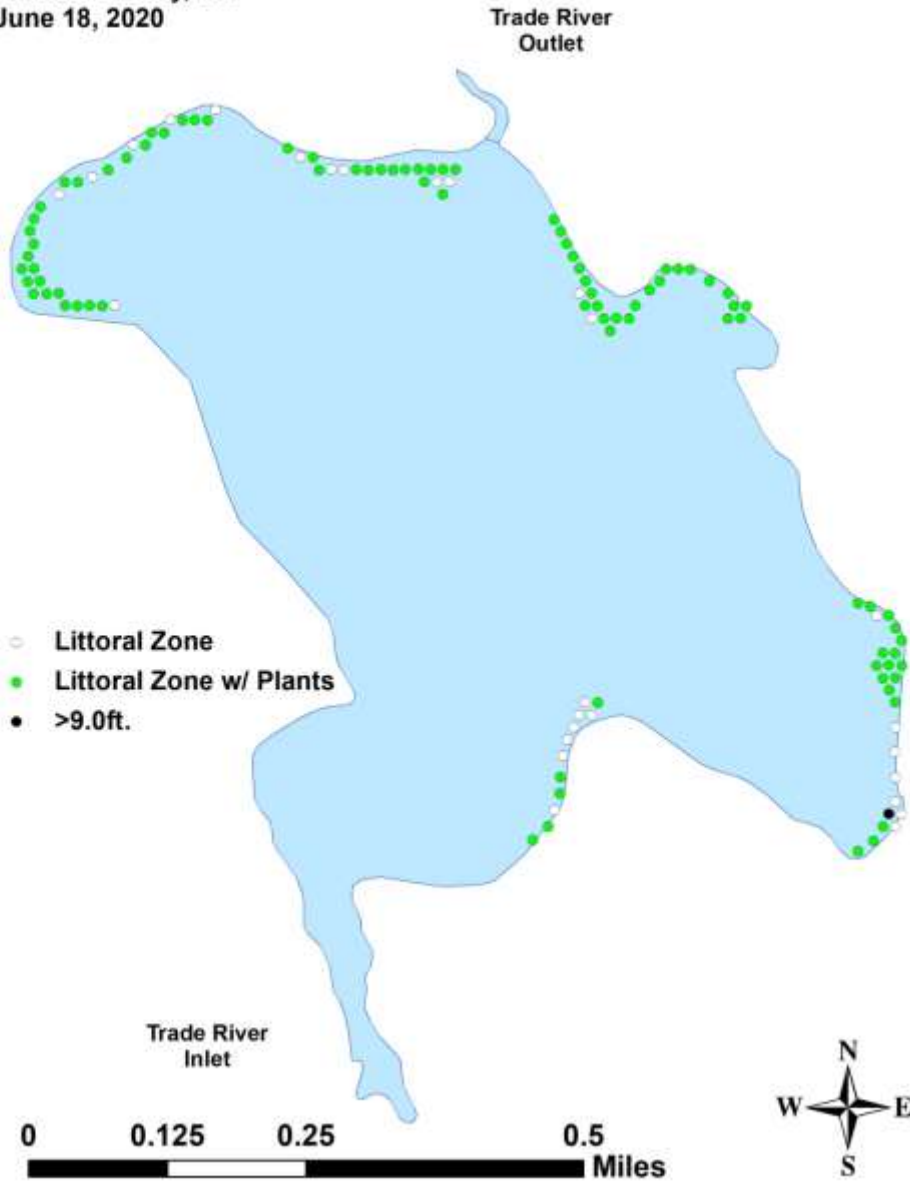 June 18, 2020
Trade River
Outlet
Littoral Zone
Littoral Zone w/ Plants
>9.0ft.
Trade River
Inlet
N
W E
S
0 0.125 0.25 0.5
Miles